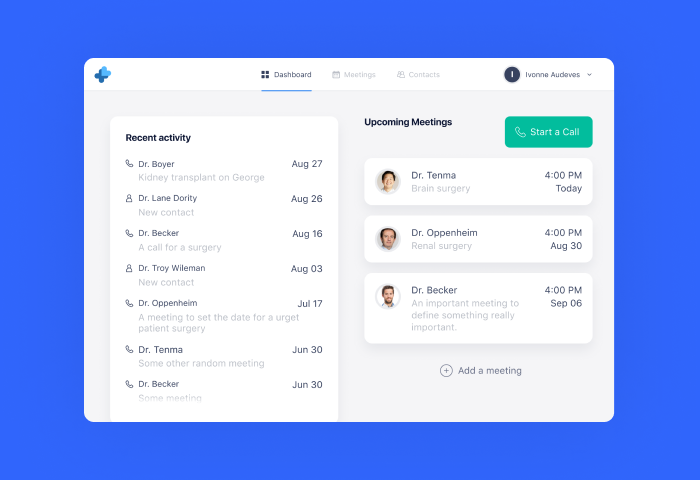 Dashboard
Meetings
Contacts
I
Ivonne Audeves
Recent activity
Dr. Boyer
Aug 27
Kidney transplant on George
Dr. Lane Dority
Aug 26
New contact
Dr. Becker
Aug 16
A call for a surgery
Dr. Troy Wileman
Aug 03
New contact
Dr. Oppenheim
Jul 17
A meeting to set the date for a urget
patient surgery
Dr. Tenma
Jun 30
Some other random meeting
Dr. Becker
Jun 30
Some meeting
Upcoming Meetings
Start a Call
Dr. Tenma
4:00 PM
Brain surgery
Today
Dr. Oppenheim
4:00 PM
Renal surgery
Aug 30
Dr. Becker
4:00 PM
An important meeting to
Sep 06
define something really
important.
Add a meeting